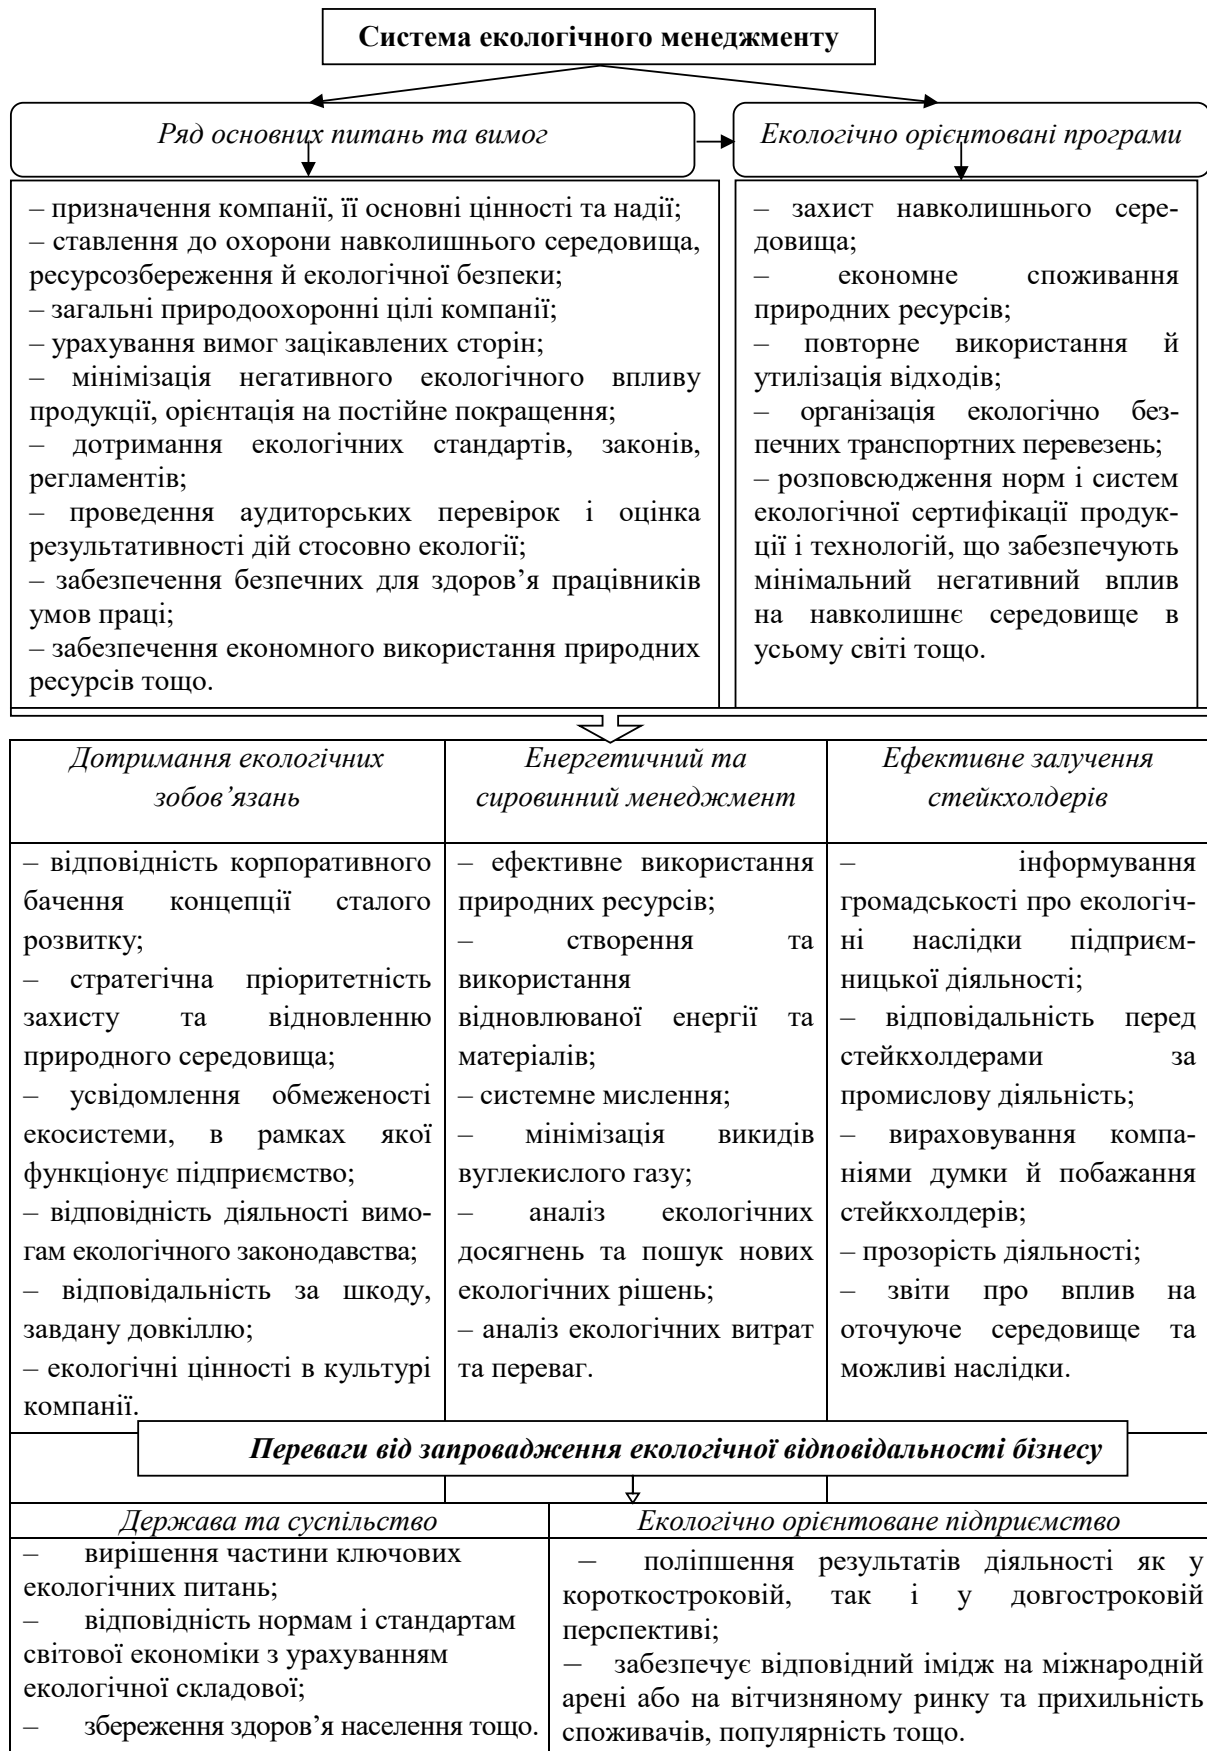 Система екологічного менеджменту
Ряд основних питань та вимог
Екологічно орієнтовані програми
– призначення компанії, її основні цінності та надії;
– ставлення до охорони навколишнього середовища,
ресурсозбереження й екологічної безпеки;
– загальні природоохоронні цілі компанії;
– урахування вимог зацікавлених сторін;
– мінімізація негативного екологічного впливу
продукції, орієнтація на постійне покращення;
– дотримання екологічних стандартів, законів,
регламентів;
– проведення аудиторських перевірок і оцінка
результативності дій стосовно екології;
– забезпечення безпечних для здоров’я працівників
умов праці;
– забезпечення економного використання природних
ресурсів тощо.
– захист навколишнього сере-
довища;
– економне споживання
природних ресурсів;
– повторне використання й
утилізація відходів;
– організація екологічно без-
печних транспортних перевезень;
– розповсюдження норм і систем
екологічної сертифікації продук-
ції і технологій, що забезпечують
мінімальний негативний вплив
на навколишнє середовище в
усьому світі тощо.
Дотримання екологічних
зобов’язань
Енергетичний та
сировинний менеджмент
Ефективне залучення
стейкхолдерів
– відповідність корпоративного
бачення концепції сталого
розвитку;
– стратегічна пріоритетність
захисту та відновленню
природного середовища;
– усвідомлення обмеженості
екосистеми, в рамках якої
функціонує підприємство;
– відповідність діяльності вимо-
гам екологічного законодавства;
– відповідальність за шкоду,
завдану довкіллю;
– екологічні цінності в культурі
компанії.
– ефективне використання
природних ресурсів;
– створення та
використання
відновлюваної енергії та
матеріалів;
– системне мислення;
– мінімізація викидів
вуглекислого газу;
– аналіз екологічних
досягнень та пошук нових
екологічних рішень;
– аналіз екологічних витрат
та переваг.
– інформування
громадськості про екологіч-
ні наслідки підприєм-
ницької діяльності;
– відповідальність перед
стейкхолдерами за
промислову діяльність;
– вираховування компа-
ніями думки й побажання
стейкхолдерів;
– прозорість діяльності;
– звіти про вплив на
оточуюче середовище та
можливі наслідки.
Переваги від запровадження екологічної відповідальності бізнесу
Держава та суспільство
Екологічно орієнтоване підприємство
– вирішення частини ключових
екологічних питань;
– відповідність нормам і стандартам
світової економіки з урахуванням
екологічної складової;
– збереження здоров’я населення тощо.
– поліпшення результатів діяльності як у
короткостроковій, так і у довгостроковій
перспективі;
– забезпечує відповідний імідж на міжнародній
арені або на вітчизняному ринку та прихильність
споживачів, популярність тощо.